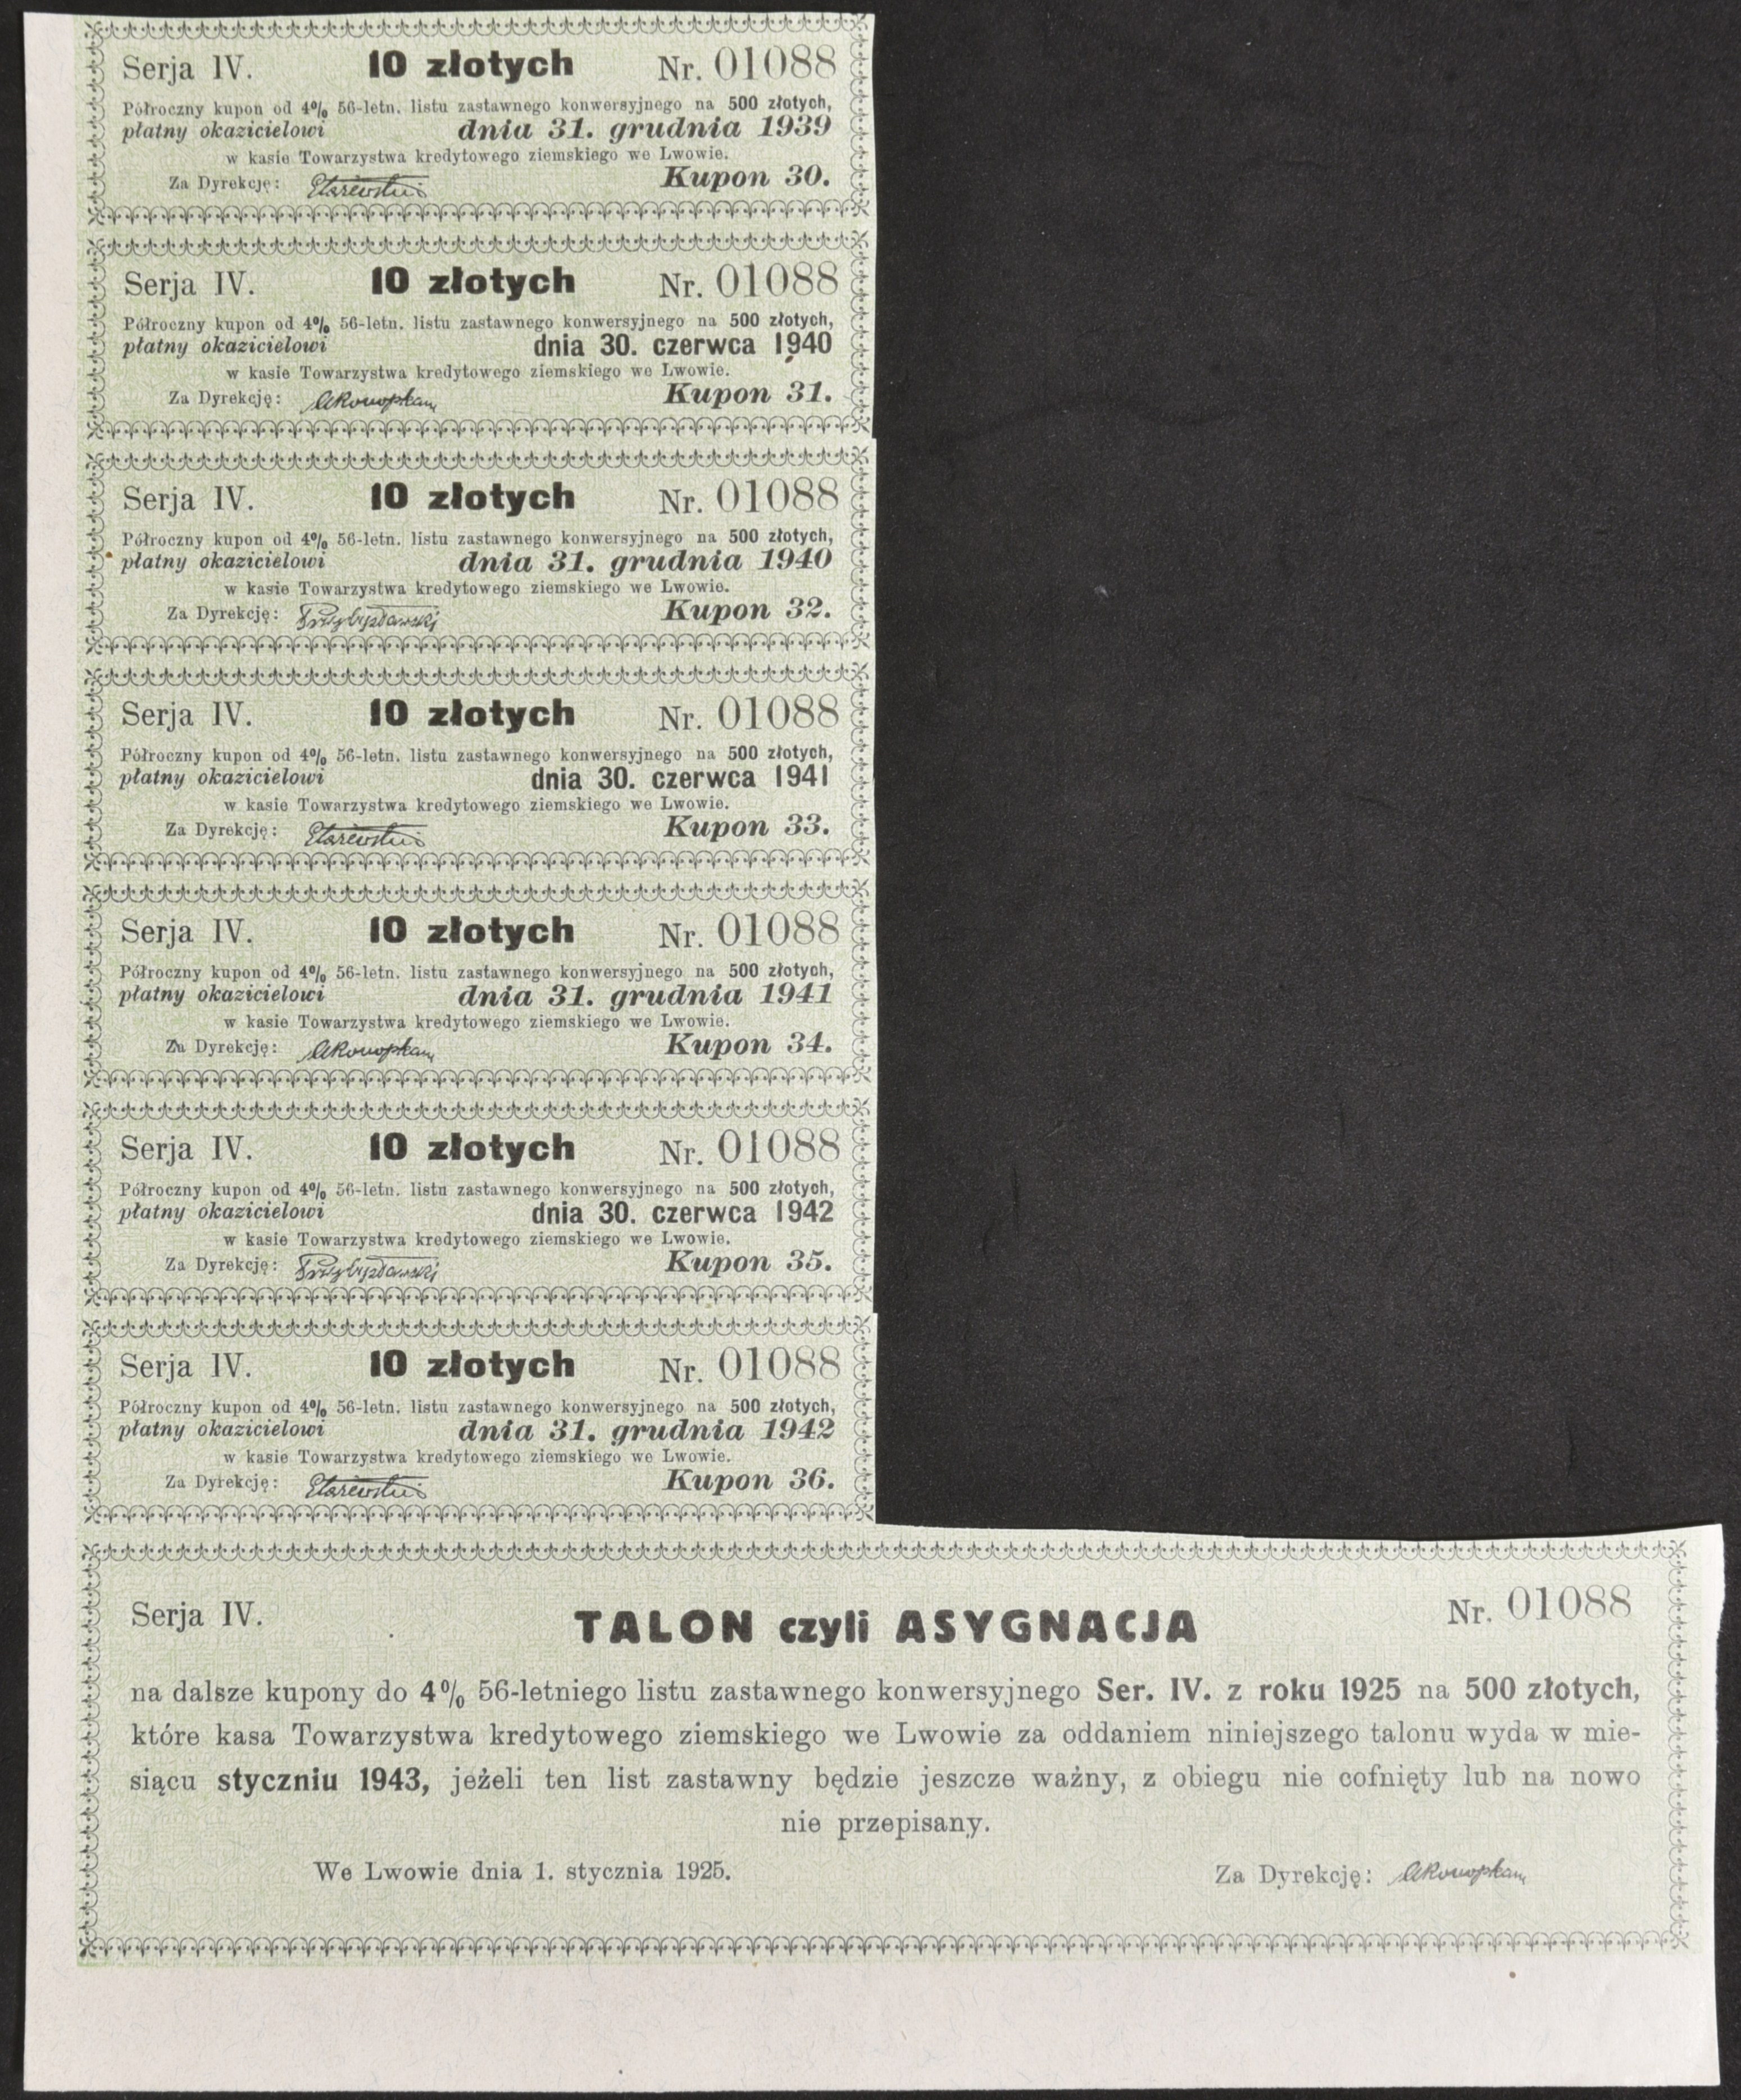 Serja IV. 10 złotych Nr. 01088
Półroczny kupon od 4% 56-letn. listu zastawnego konwersyjnego na 500 złotych,
płatny okazicielowi dnia 31. grudnia 1939
w kasie Towarzystwa kredytowego ziemskiego we Lwowie.
Za Dyrekcję: Kupon 30.
Serja IV. 10 złotych Nr. 01088
Półroczny kupon od 4% 56-letn. listu zastawnego konwersyjnego na 500 złotych,
płatny okazicielowi dnia 30. czerwca 1940
w kasie Towarzystwa kredytowego ziemskiego we Lwowie.
Za Dyrekcję: Kupon 31.
Serja IV. 10 złotych Nr. 01088
Półroczny kupon od 4% 56-letn. listu zastawnego konwersyjnego na 500 złotych,
płatny okazicielowi dnia 31. grudnia 1940
w kasie Towarzystwa kredytowego ziemskiego we Lwowie.
Za Dyrekcję: Kupon 32.
Serja IV. 10 złotych Nr. 01088
Półroczny kupon od 4% 56-letn. listu zastawnego konwersyjnego na 500 złotych,
płatny okazicielowi dnia 30. czerwca 1941
w kasie Towarzystwa kredytowego ziemskiego we Lwowie.
Za Dyrekcję: Kupon 33.
Serja IV. 10 złotych Nr. 01088
Półroczny kupon od 4% 56-letn. listu zastawnego konwersyjnego na 500 złotych,
płatny okazicielowi dnia 31. grudnia 1941
w kasie Towarzystwa kredytowego ziemskiego we Lwowie.
Za Dyrekcję: Kupon 34.
Serja IV. 10 złotych Nr. 01088
Półroczny kupon od 4% 56-letn. listu zastawnego konwersyjnego na 500 złotych,
płatny okazicielowi dnia 30. czerwca 1942
w kasie Towarzystwa kredytowego ziemskiego we Lwowie.
Za Dyrekcję: Kupon 35.
Serja IV. 10 złotych Nr. 01088
Półroczny kupon od 4% 56-letn. listu zastawnego konwersyjnego na 500 złotych,
płatny okazicielowi dnia 31. grudnia 1942
w kasie Towarzystwa kredytowego ziemskiego we Lwowie.
Za Dyrekcję: Kupon 36.
Serja IV. TALON czyli ASYGNACJA Nr. 01088
na dalsze kupony do 4% 56-letniego listu zastawnego konwersyjnego Ser. IV. z roku 1925 na 500 złotych,
które kasa Towarzystwa kredytowego ziemskiego we Lwowie za oddaniem niniejszego talonu wyda w mie-
siącu styczniu 1943, jeżeli ten list zastawny będzie jeszcze ważny, z obiegu nie cofnięty lub na nowo
nie przepisany.
We Lwowie dnia 1. stycznia 1925. Za Dyrekcję: